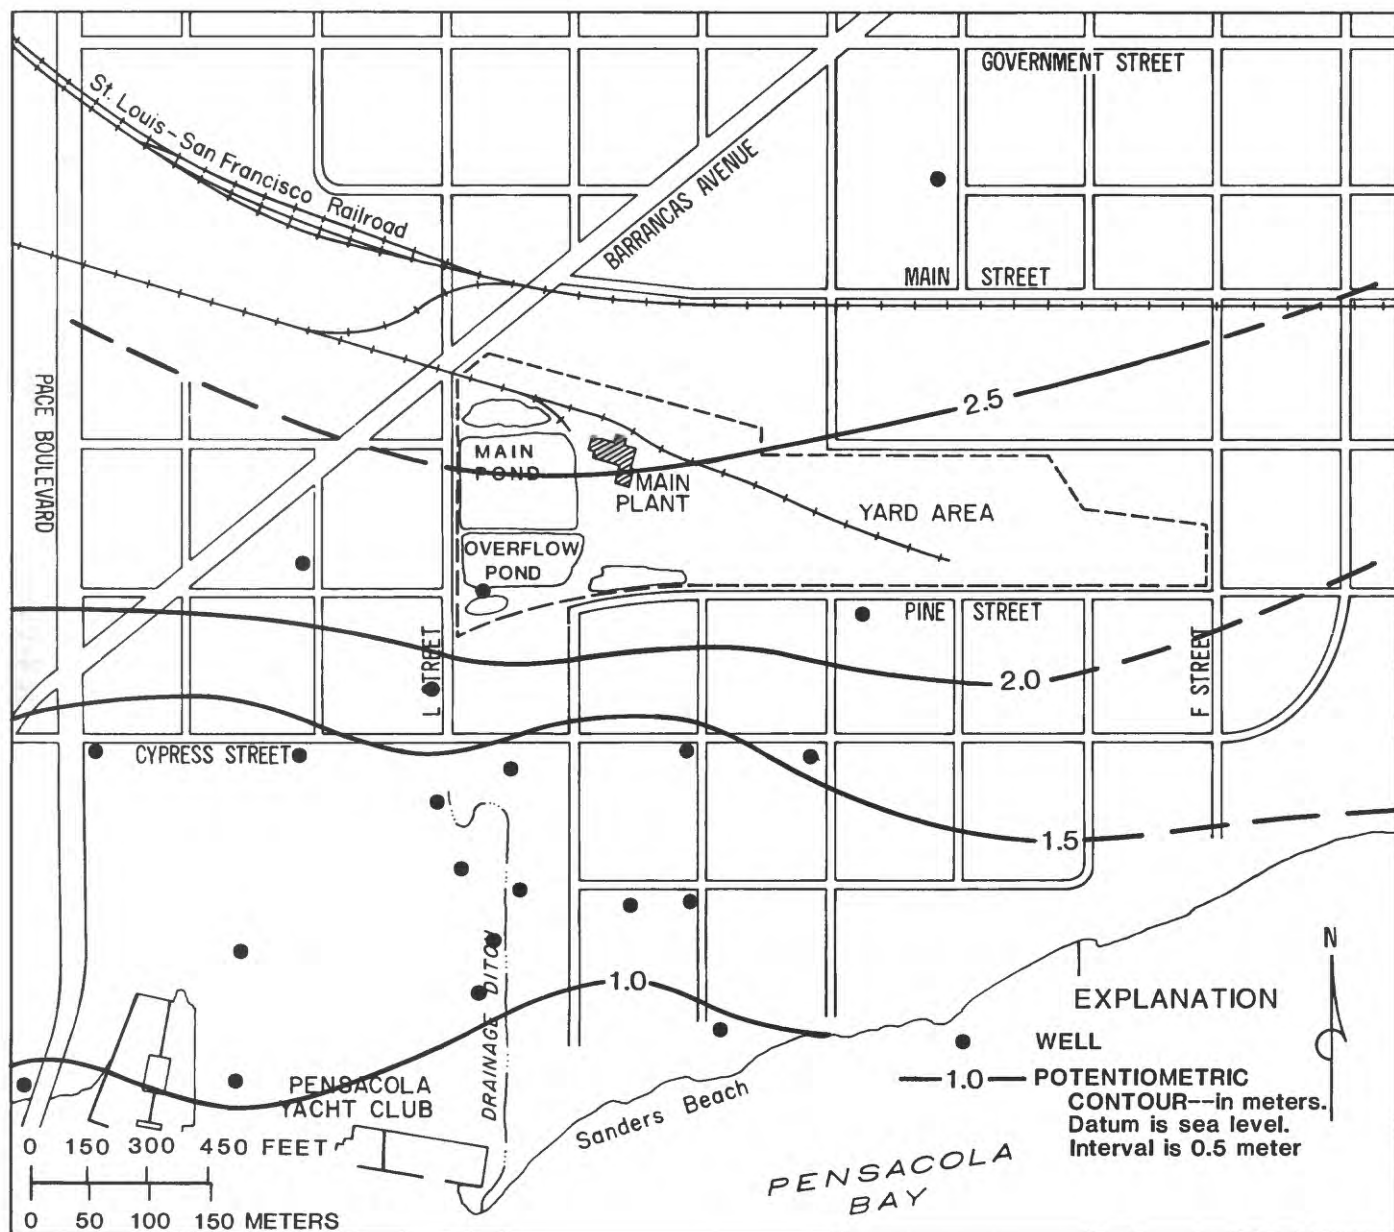 GOVERNMENT STREET
St. Louis-San Francisco Railroad
BARRANCAS AVENUE
MAIN STREET
PACE BOULEVARD
2.5
MAIN
POND
MAIN
PLANT
YARD AREA
OVERFLOW
POND
PINE STREET
L STREET
F STREET
2.0
CYPRESS STREET
1.5
DRAINAGE DITCH
1.0
N
EXPLANATION
WELL
1.0 POTENTIOMETRIC
CONTOUR--in meters.
Datum is sea level.
Interval is 0.5 meter
PENSACOLA
YACHT CLUB
Sanders Beach
PENSACOLA
BAY
0 150 300 450 FEET
0 50 100 150 METERS